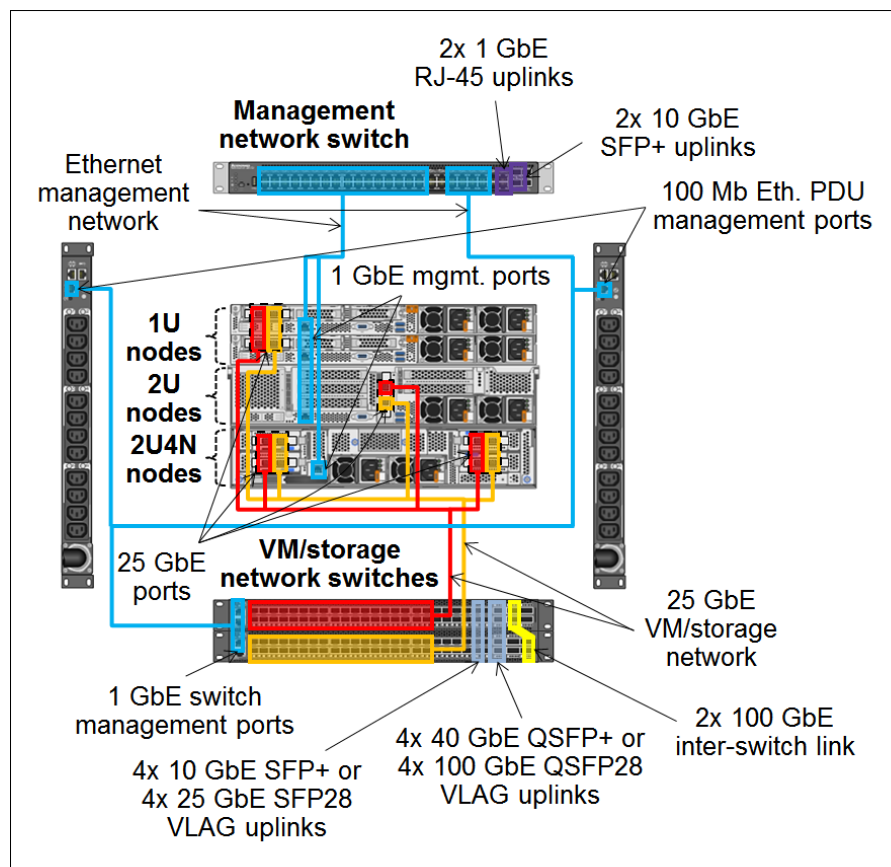 2x 1 GbE
RJ-45 uplinks
Management
network switch
2x 10 GbE
SFP+ uplinks
Ethernet
management
network
100 Mb Eth. PDU
management ports
1 GbE mgmt. ports
1U
nodes
2U
nodes
2U4N
nodes
25 GbE
ports
VM/storage
network switches
25 GbE
VM/storage
network
1 GbE switch
management ports
2x 100 GbE
inter-switch link
4x 10 GbE SFP+ or
4x 25 GbE SFP28
VLAG uplinks
4x 40 GbE QSFP+ or
4x 100 GbE QSFP28
VLAG uplinks